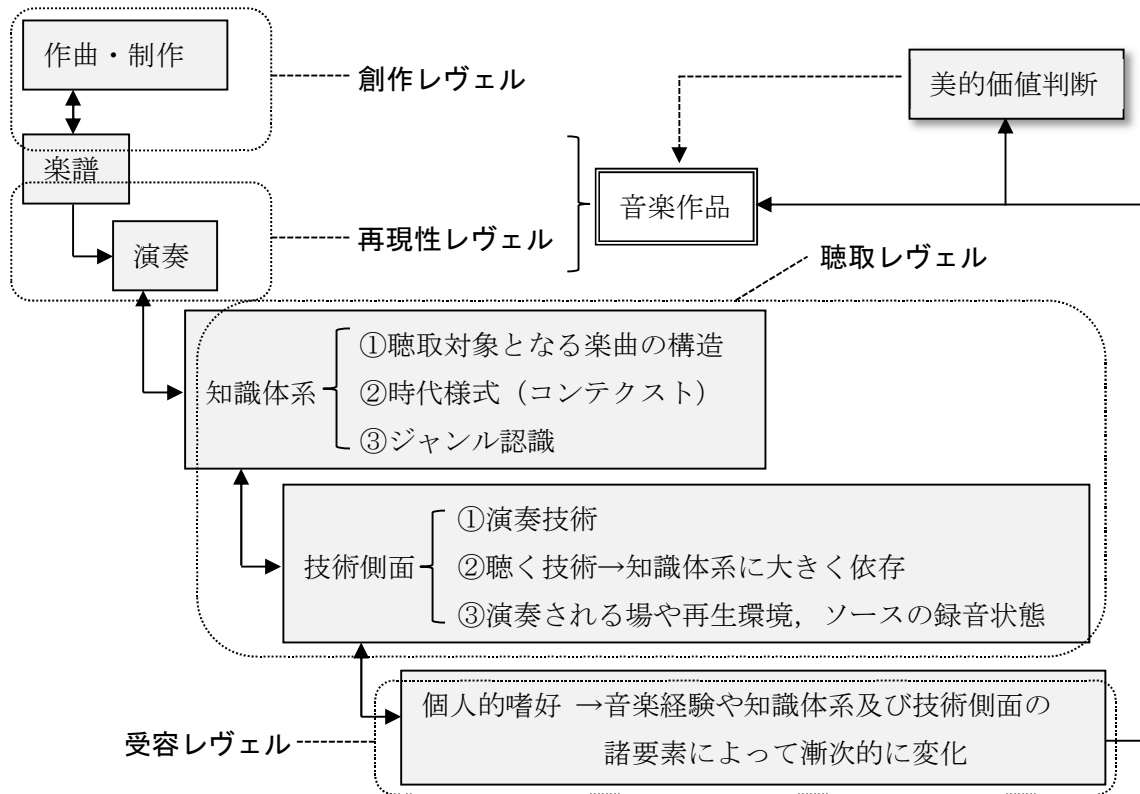 作曲・制作
創作レヴェル
美的価値判断
楽譜
音楽作品
演奏
再現性レヴェル
聴取レヴェル
知識体系
①聴取対象となる楽曲の構造
②時代様式（コンテクスト）
③ジャンル認識
技術側面
①演奏技術
②聴く技術→知識体系に大きく依存
③演奏される場や再生環境，ソースの録音状態
個人的嗜好 →音楽経験や知識体系及び技術側面の
諸要素によって漸次的に変化
受容レヴェル